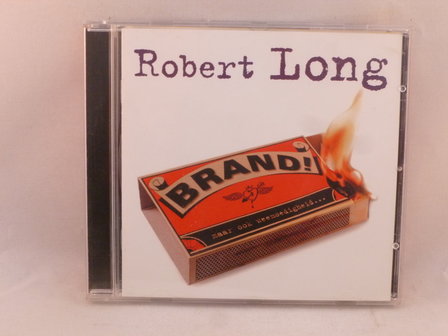 Robert Long
BRAND!
maar ook weemoedigheid...